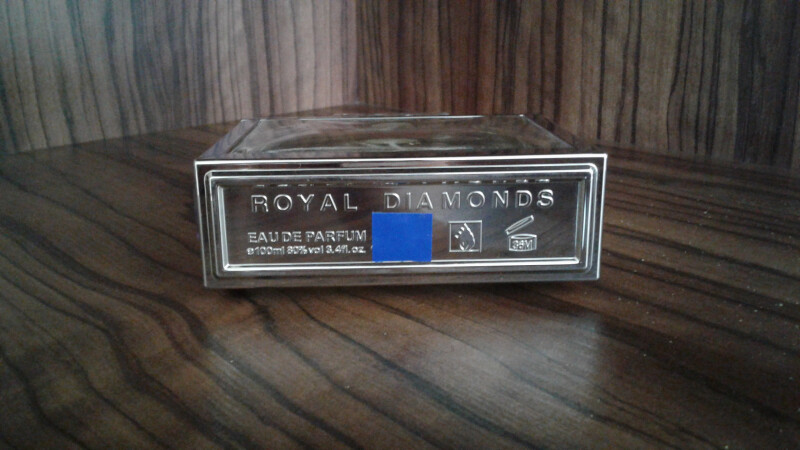 ROYAL DIAMONDS
EAU DE PARFUM
e100ml 80%vol 3.4fl.oz.
36M